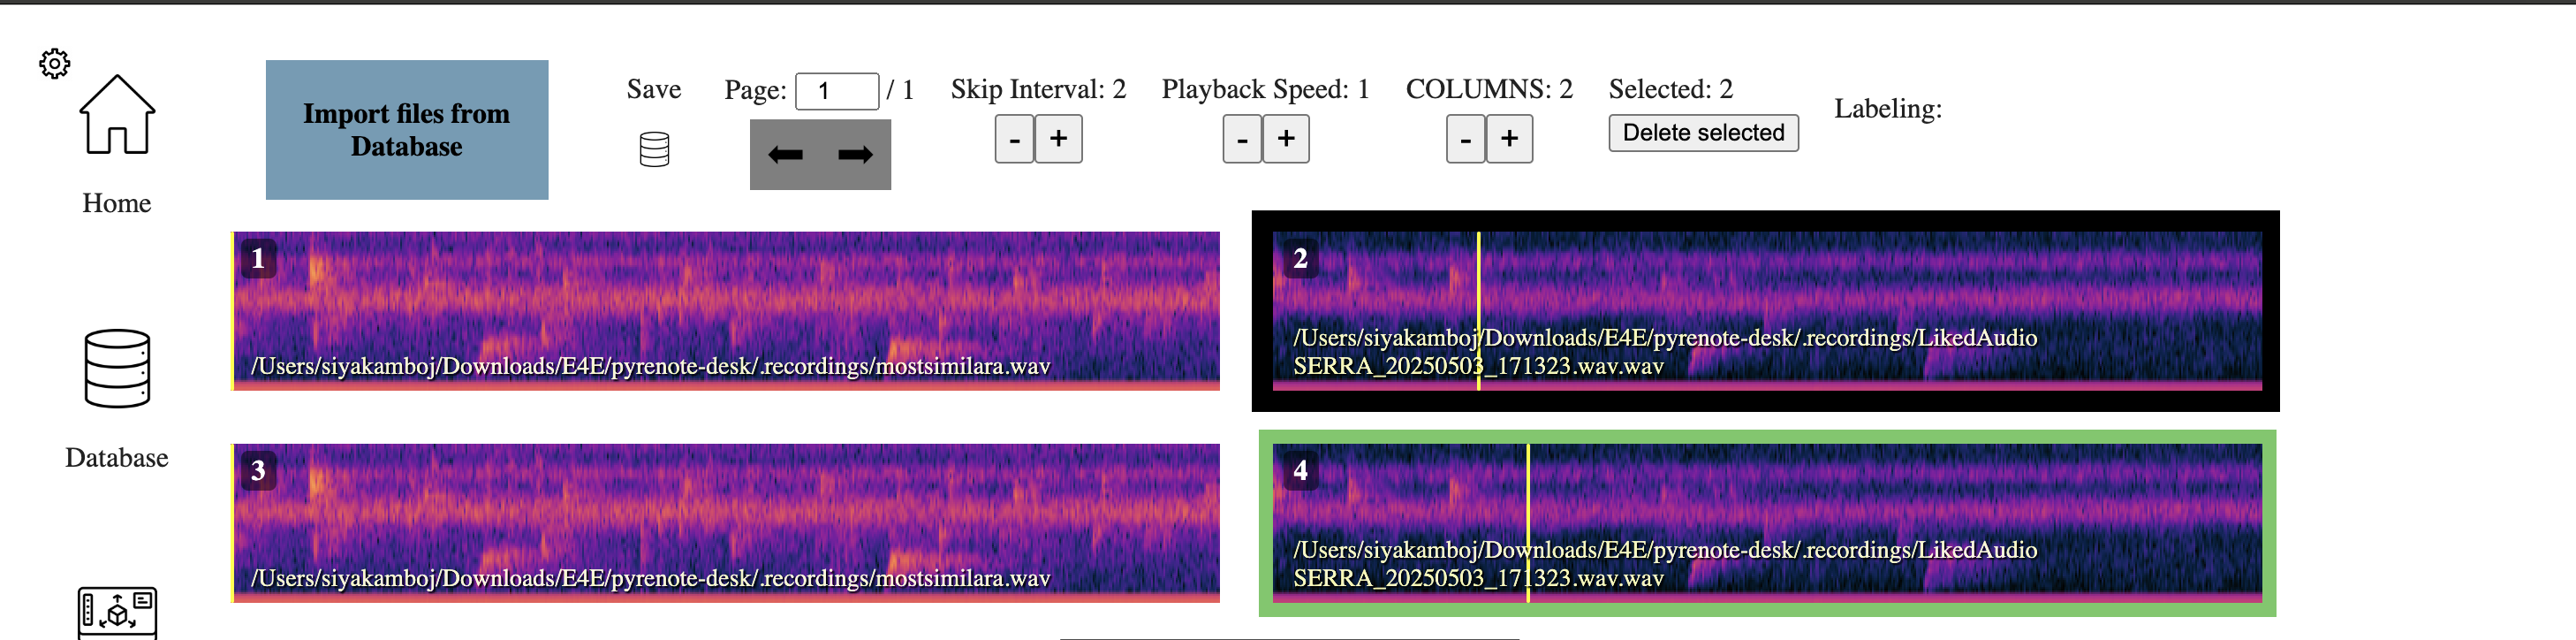 Home
Database
Import files from
Database
Save
Page: 1 / 1
Skip Interval: 2
- +
Playback Speed: 1
- +
COLUMNS: 2
- +
Selected: 2
Delete selected
Labeling:
1
/Users/siyakamboj/Downloads/E4E/pyrenote-desk/.recordings/mostsimilara.wav
2
/Users/siyakamboj/Downloads/E4E/pyrenote-desk/.recordings/LikedAudio
SERRA_20250503_171323.wav.wav
3
/Users/siyakamboj/Downloads/E4E/pyrenote-desk/.recordings/mostsimilara.wav
4
/Users/siyakamboj/Downloads/E4E/pyrenote-desk/.recordings/LikedAudio
SERRA_20250503_171323.wav.wav